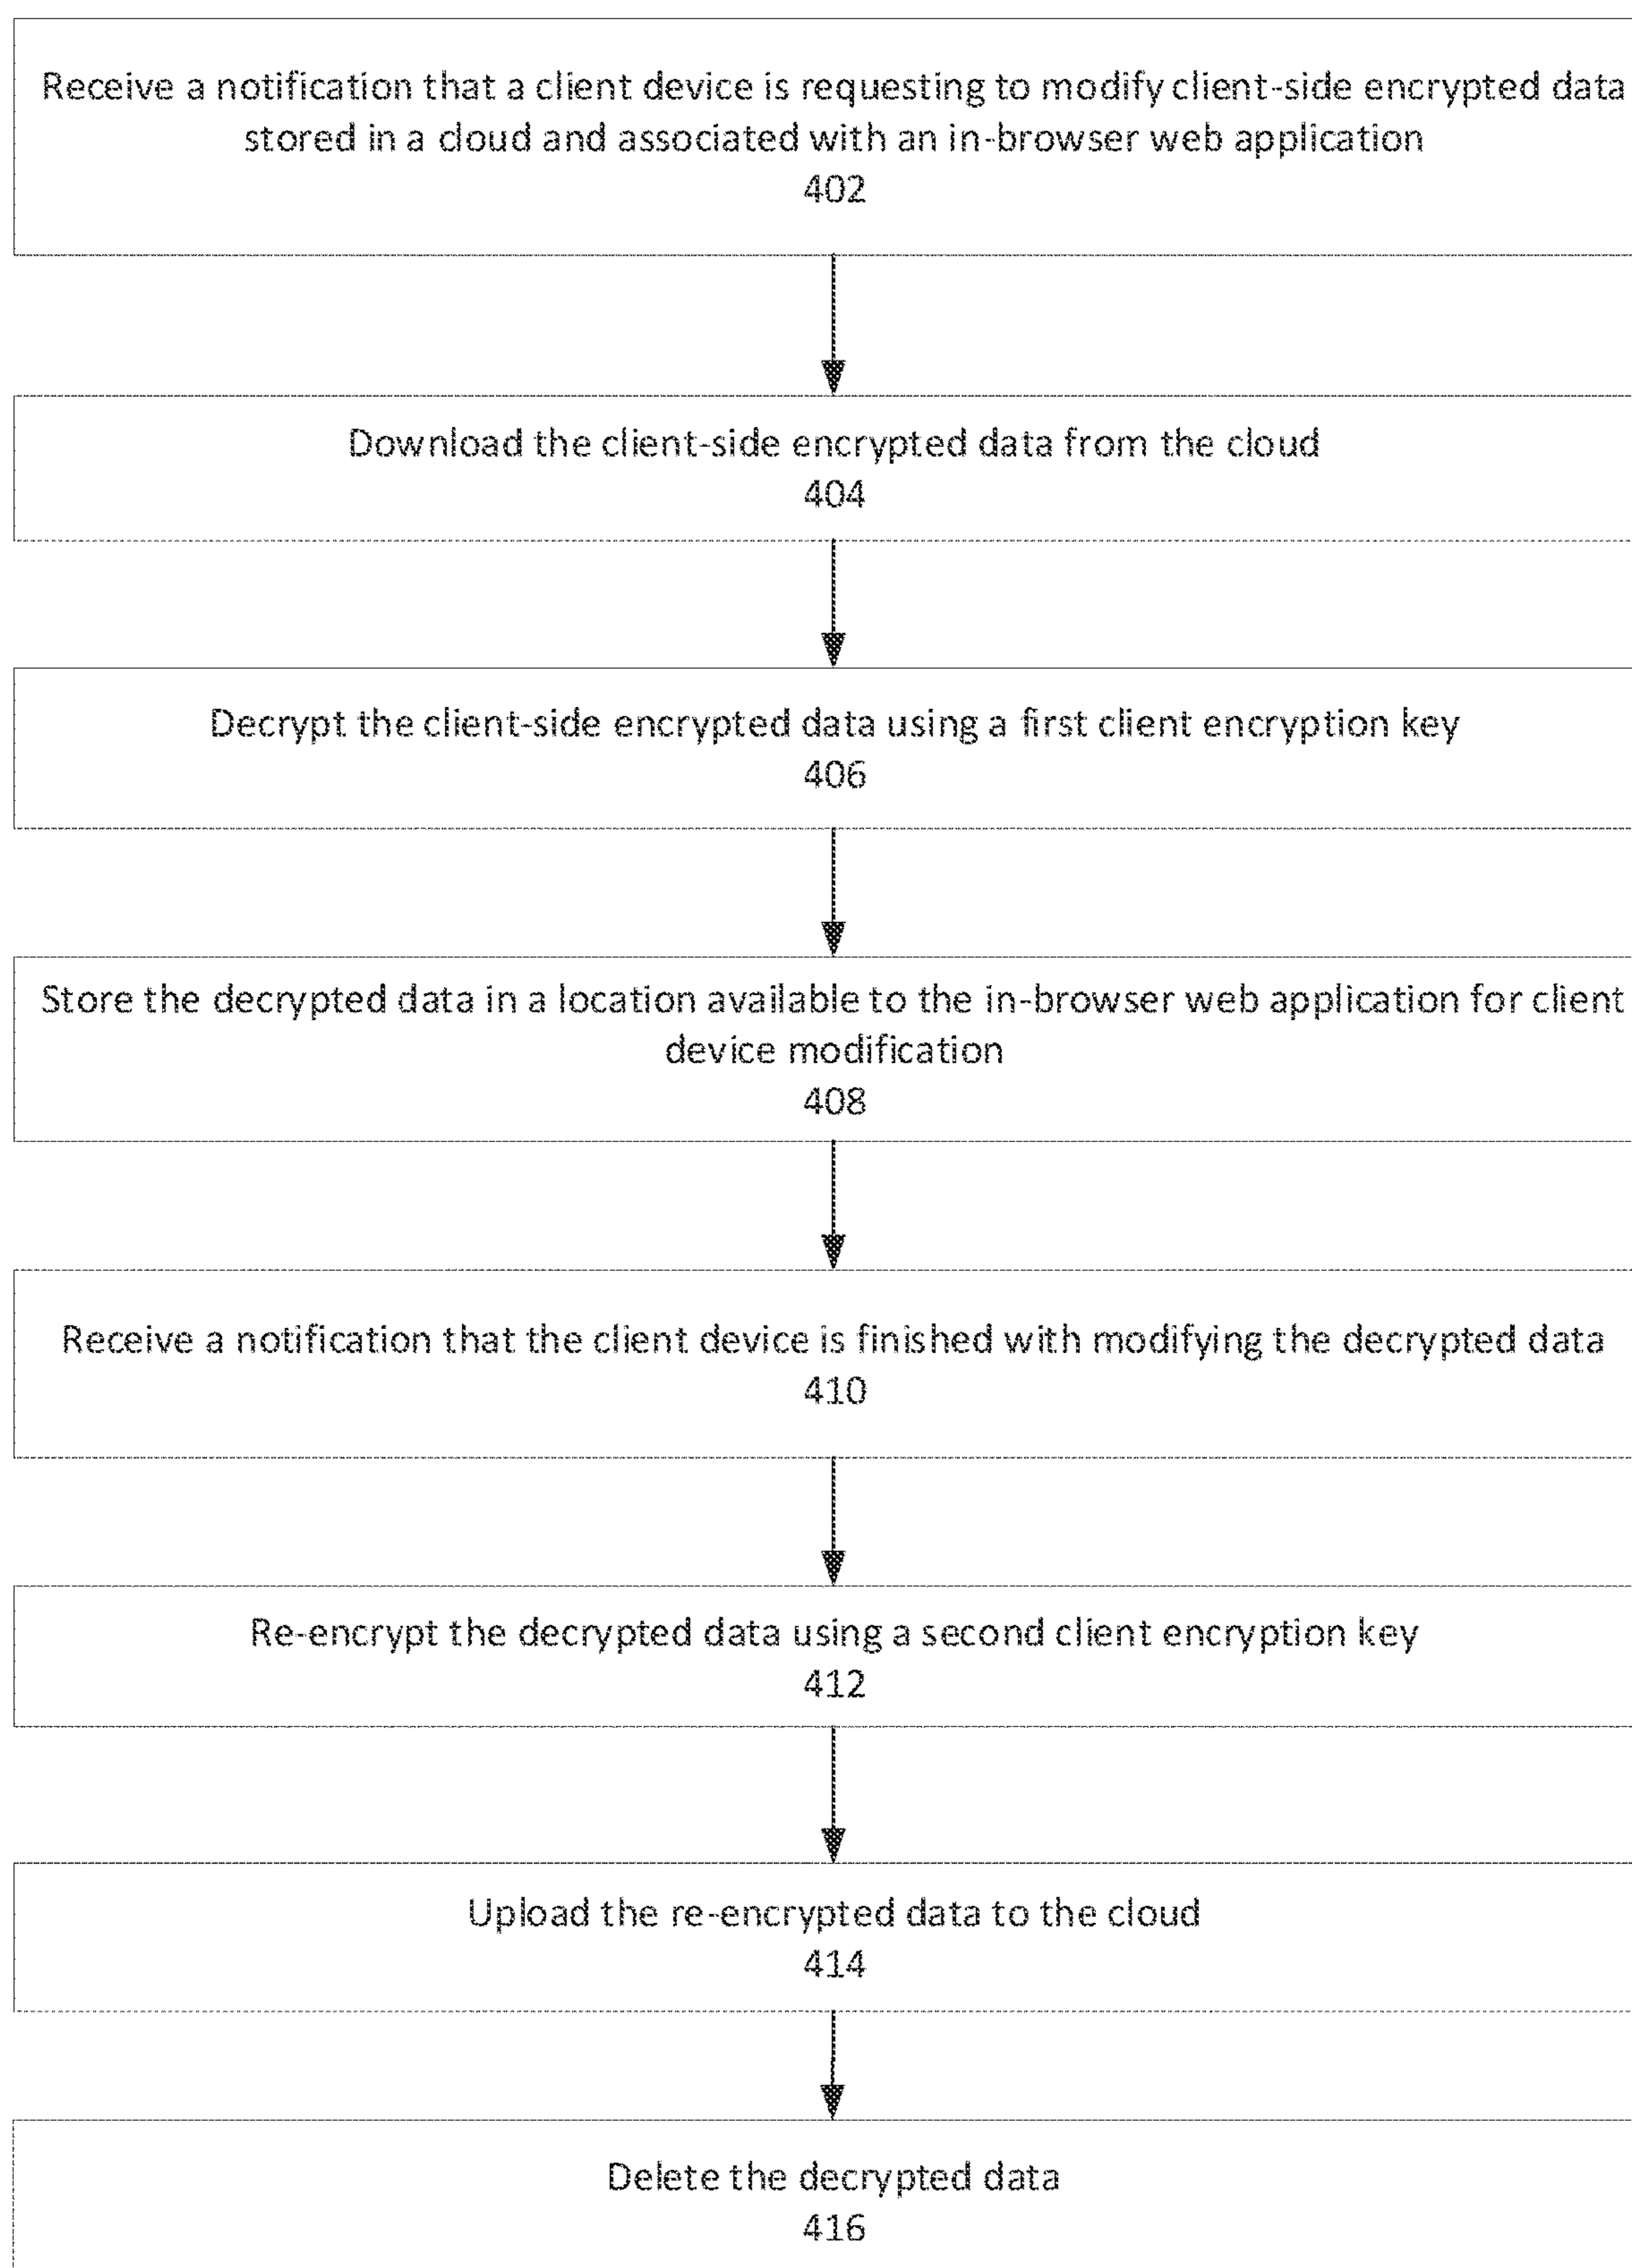 Receive a notification that a client device is requesting to modify client-side encrypted data
stored in a cloud and associated with an in-browser web application
402
Download the client-side encrypted data from the cloud
404
Decrypt the client-side encrypted data using a first client encryption key
406
Store the decrypted data in a location available to the in-browser web application for client
device modification
408
Receive a notification that the client device is finished with modifying the decrypted data
410
Re-encrypt the decrypted data using a second client encryption key
412
Upload the re-encrypted data to the cloud
414
Delete the decrypted data
416